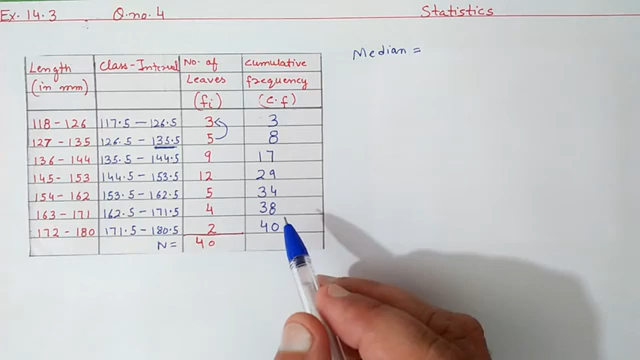 Ex. 14.3 Q.no. 4 Statistics
Median =
Length (in mm) Class-Interval No. of Leaves (fi) Cumulative frequency (c.f)
118 - 126 117.5 - 126.5 3 3
127 - 135 126.5 - 135.5 5 8
136 - 144 135.5 - 144.5 9 17
145 - 153 144.5 - 153.5 12 29
154 - 162 153.5 - 162.5 5 34
163 - 171 162.5 - 171.5 4 38
172 - 180 171.5 - 180.5 2 40
N = 40